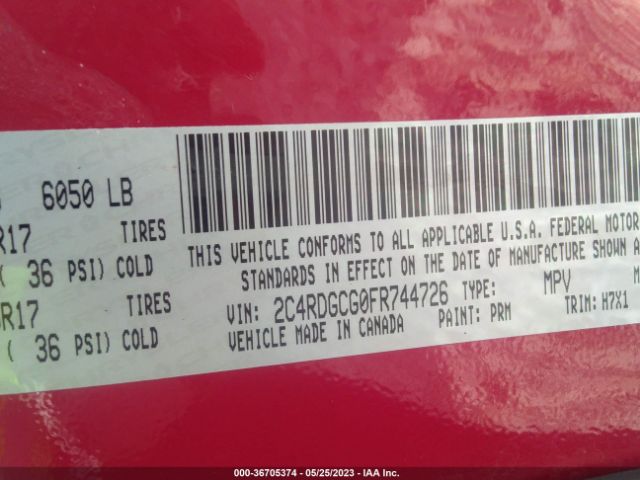 6050 LB
R17 TIRES
( 36 PSI) COLD
R17 TIRES
( 36 PSI) COLD
THIS VEHICLE CONFORMS TO ALL APPLICABLE U.S.A. FEDERAL MOTOR
STANDARDS IN EFFECT ON THE DATE OF MANUFACTURE SHOWN A
VIN: 2C4RDGCG0FR744726 TYPE: MPV
VEHICLE MADE IN CANADA PAINT: PRM TRIM: H7X1
000-36705374 - 05/25/2023 - IAA Inc.